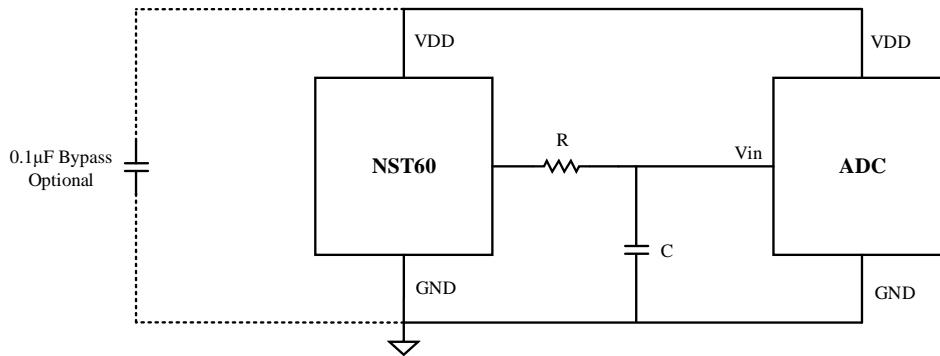 VDD
VDD
0.1μF Bypass
Optional
NST60
R
Vin
ADC
C
GND
GND